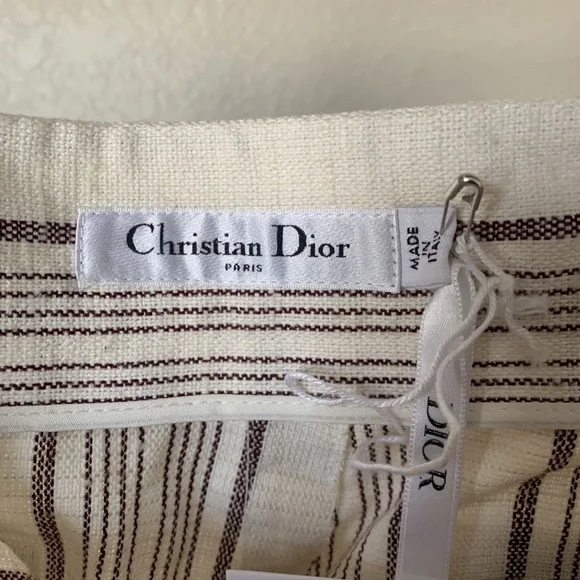 Christian Dior
PARIS
MADE
IN
ITALY
DIOR